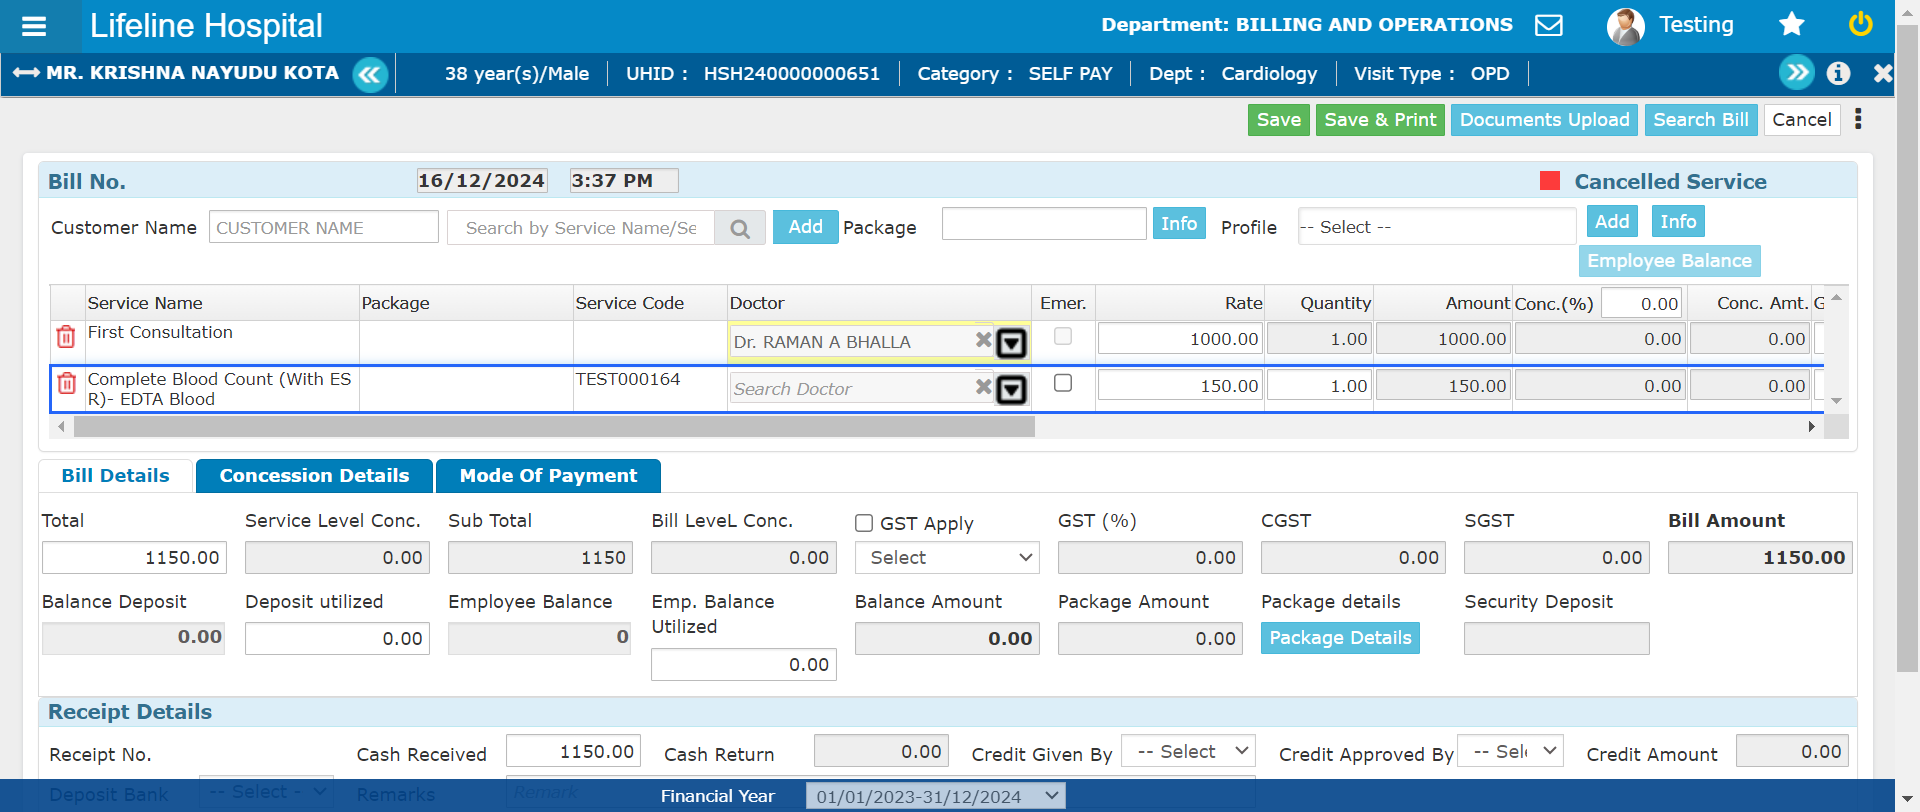 Lifeline Hospital
Department: BILLING AND OPERATIONS
Testing
MR. KRISHNA NAYUDU KOTA
38 year(s)/Male
UHID : HSH240000000651
Category : SELF PAY
Dept : Cardiology
Visit Type : OPD
Save
Save & Print
Documents Upload
Search Bill
Cancel
Bill No.
16/12/2024
3:37 PM
Cancelled Service
Customer Name
CUSTOMER NAME
Search by Service Name/Se
Add
Package
Info
Profile
-- Select --
Add
Info
Employee Balance
Service Name Package Service Code Doctor Emer. Rate Quantity Amount Conc.(%) 0.00 Conc. Amt. G
First Consultation Dr. RAMAN A BHALLA 1000.00 1.00 1000.00 0.00 0.00
Complete Blood Count (With ES TEST000164 Search Doctor 150.00 1.00 150.00 0.00 0.00
R)- EDTA Blood
Bill Details
Concession Details
Mode Of Payment
Total Service Level Conc. Sub Total Bill LeveL Conc. GST Apply GST (%) CGST SGST Bill Amount
1150.00 0.00 1150 0.00 Select 0.00 0.00 0.00 1150.00
Balance Deposit Deposit utilized Employee Balance Emp. Balance Balance Amount Package Amount Package details Security Deposit
Utilized
0.00 0.00 0 0.00 0.00 0.00 Package Details
Receipt Details
Receipt No. Cash Received 1150.00 Cash Return 0.00 Credit Given By -- Select Credit Approved By -- Sele Credit Amount 0.00
Deposit Bank -- Select - Remarks Remark
Financial Year 01/01/2023-31/12/2024